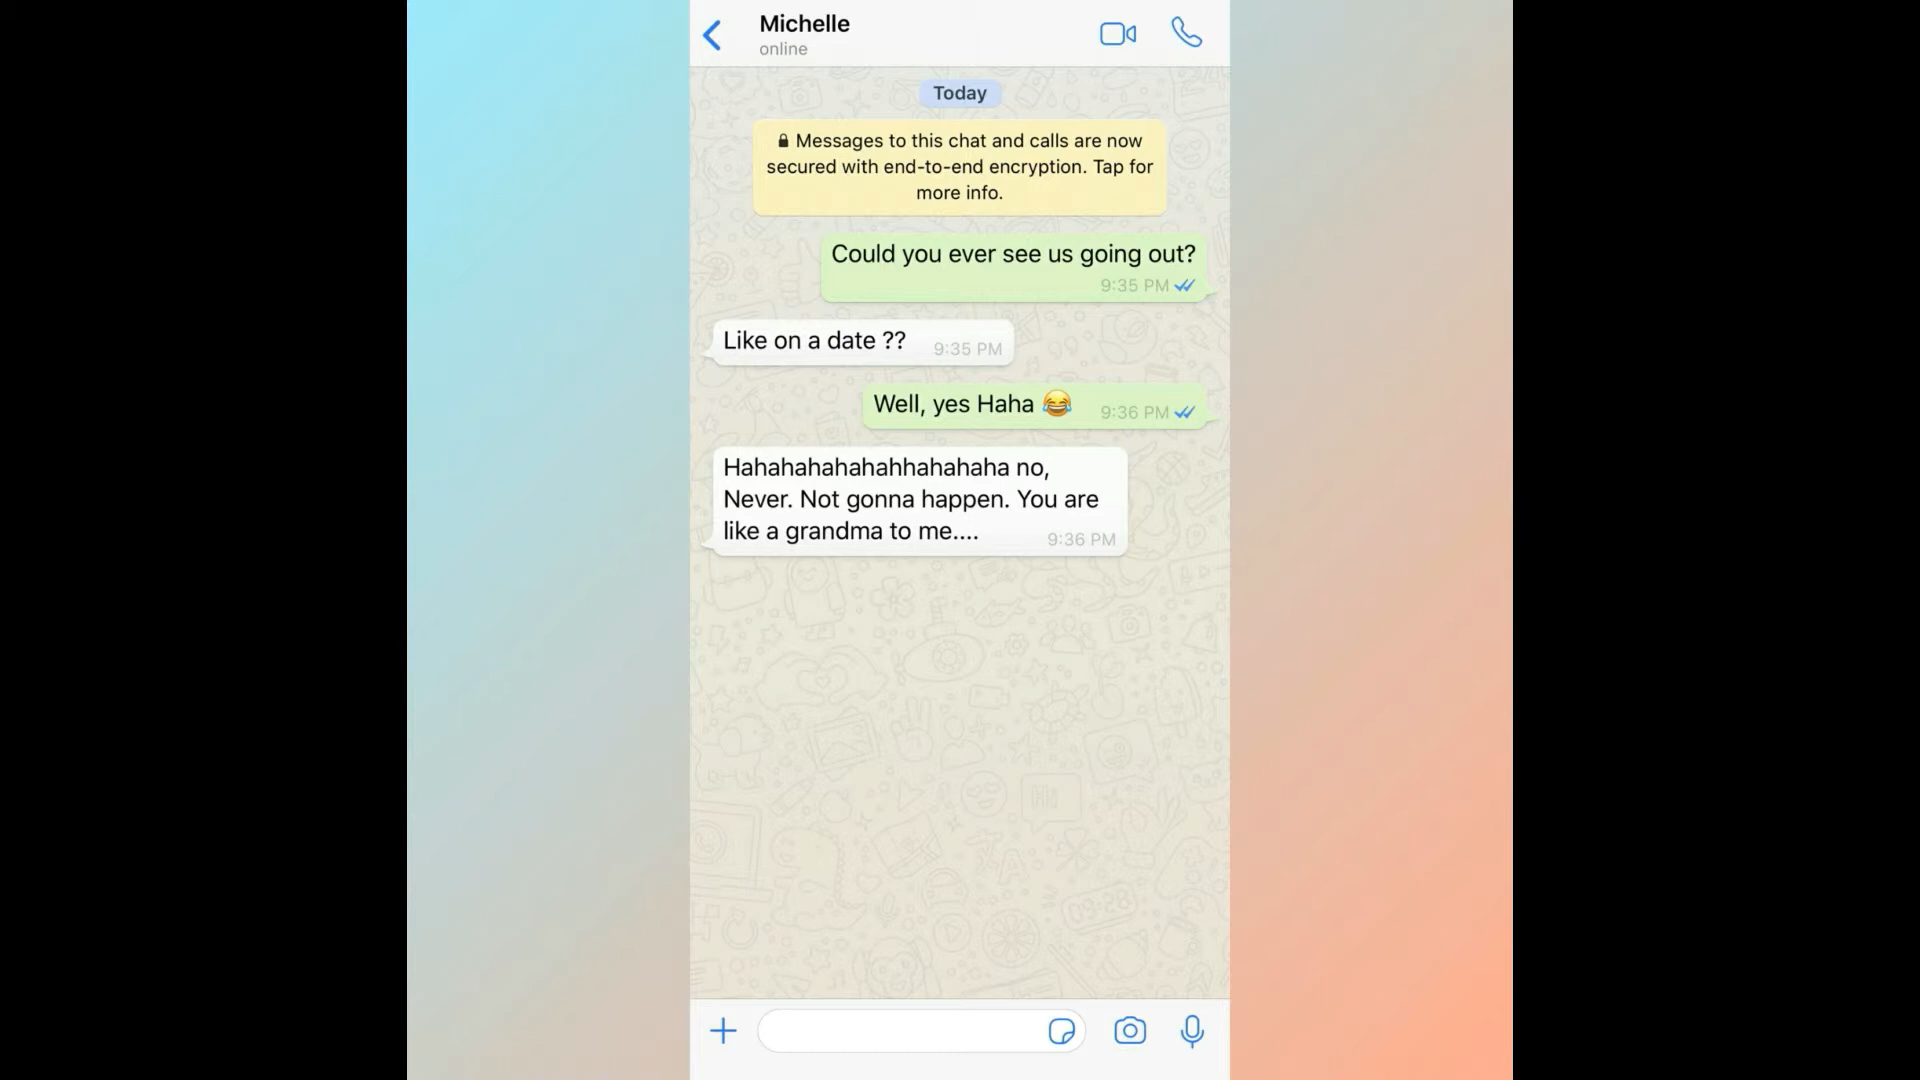 Michelle
online
Today
Messages to this chat and calls are now
secured with end-to-end encryption. Tap for
more info.
Could you ever see us going out?
9:35 PM
Like on a date ??
9:35 PM
Well, yes Haha 😂
9:36 PM
Hahahahahahahhahahaha no,
Never. Not gonna happen. You are
like a grandma to me....
9:36 PM